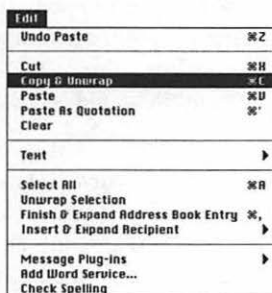 Edit
Undo Paste ⌘Z
Cut ⌘X
Copy & Unwrap ⌘C
Paste ⌘V
Paste As Quotation ⌘'
Clear
Text ▶
Select All ⌘A
Unwrap Selection
Finish & Expand Address Book Entry ⌘,
Insert & Expand Recipient ▶
Message Plug-ins ▶
Add Word Service...
Check Spelling